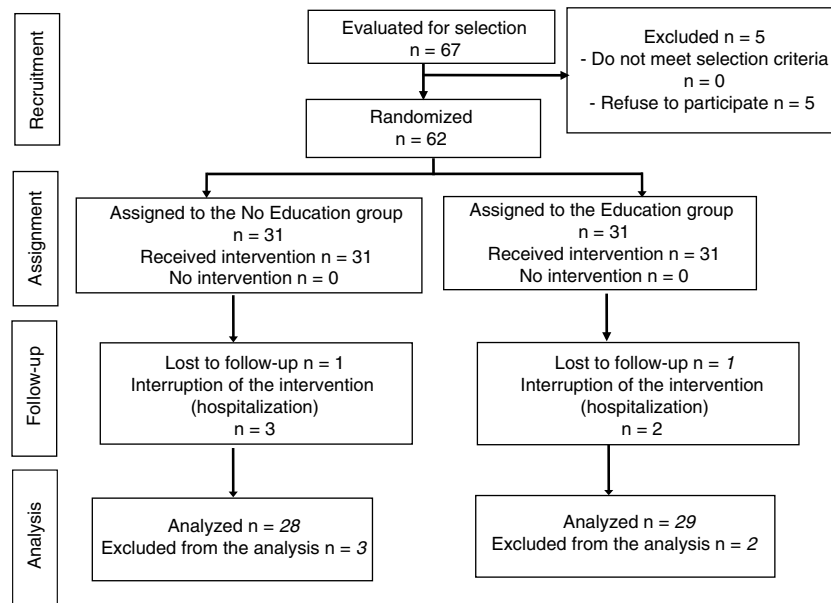 Recruitment
Evaluated for selection
n = 67
Excluded n = 5
- Do not meet selection criteria
n = 0
- Refuse to participate n = 5
Randomized
n = 62
Assignment
Assigned to the No Education group
n = 31
Received intervention n = 31
No intervention n = 0
Assigned to the Education group
n = 31
Received intervention n = 31
No intervention n = 0
Follow-up
Lost to follow-up n = 1
Interruption of the intervention
(hospitalization)
n = 3
Lost to follow-up n = 1
Interruption of the intervention
(hospitalization)
n = 2
Analysis
Analyzed n = 28
Excluded from the analysis n = 3
Analyzed n = 29
Excluded from the analysis n = 2